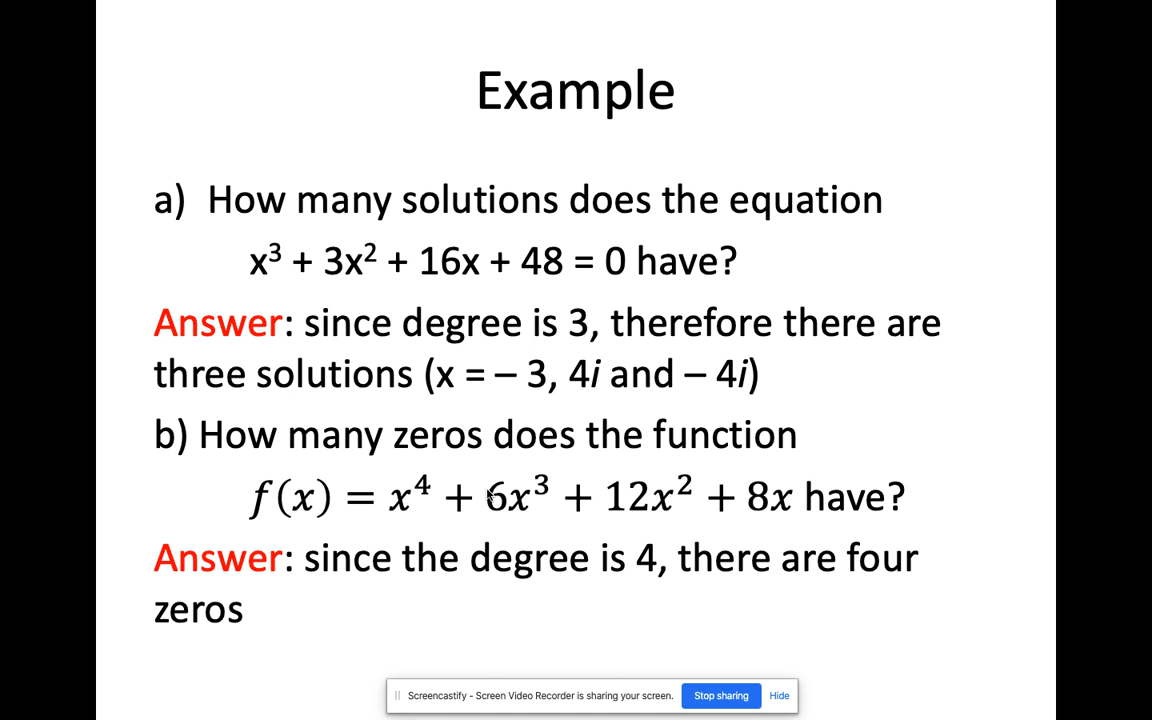 Example
a) How many solutions does the equation
x³ + 3x² + 16x + 48 = 0 have?
Answer: since degree is 3, therefore there are
three solutions (x = – 3, 4i and – 4i)
b) How many zeros does the function
f(x) = x⁴ + 6x³ + 12x² + 8x have?
Answer: since the degree is 4, there are four
zeros
Screencastify - Screen Video Recorder is sharing your screen. Stop sharing Hide